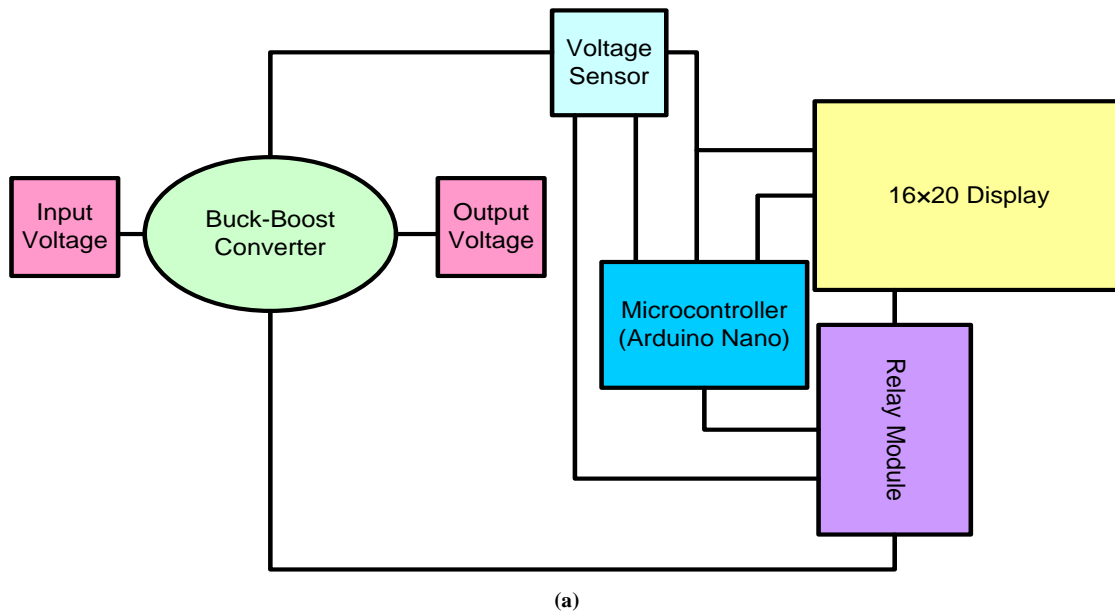 Voltage
Sensor
16×20 Display
Input
Voltage
Buck-Boost
Converter
Output
Voltage
Microcontroller
(Arduino Nano)
Relay Module
(a)